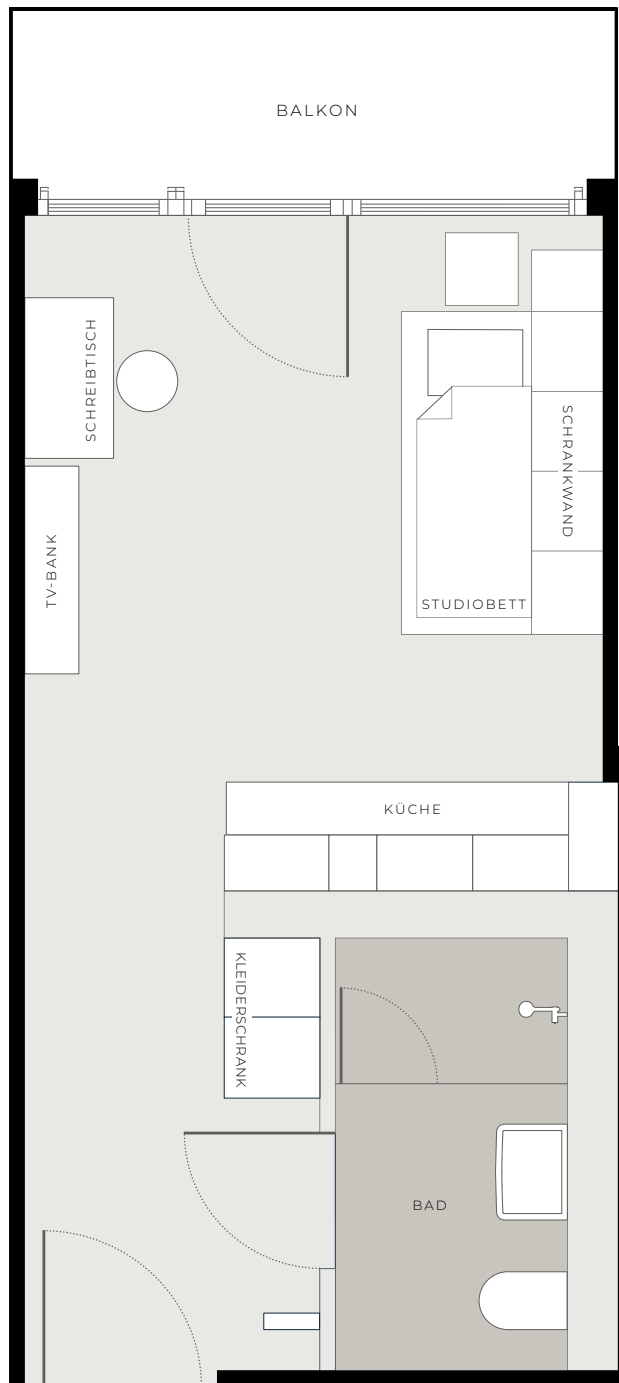 BALKON
SCHREIBTISCH
SCHRANKWAND
TV-BANK
STUDIOBETT
KÜCHE
KLEIDERSCHRANK
BAD